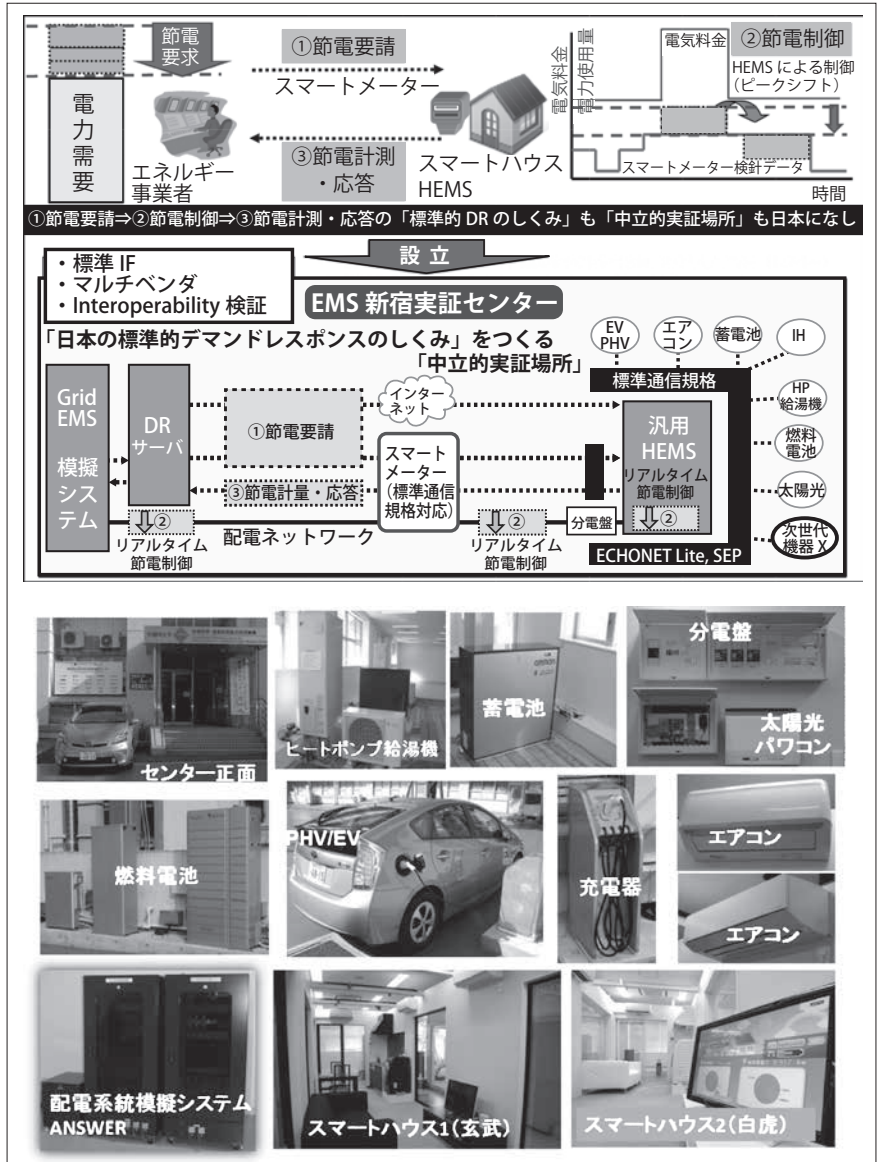 節電
要求
①節電要請
スマートメーター
電力需要
エネルギー
事業者
③節電計測
・応答
スマートハウス
HEMS
電気料金
電力使用量
電気料金
②節電制御
HEMS による制御
（ピークシフト）
スマートメーター検針データ
時間
①節電要請⇒②節電制御⇒③節電計測・応答の「標準的 DR のしくみ」も「中立的実証場所」も日本になし
設 立
・標準 IF
・マルチベンダ
・Interoperability 検証
EMS 新宿実証センター
「日本の標準的デマンドレスポンスのしくみ」をつくる
「中立的実証場所」
EV
PHV
エア
コン
蓄電池
IH
標準通信規格
Grid
EMS
模擬
シス
テム
DR
サーバ
①節電要請
インター
ネット
スマート
メーター
（標準通信
規格対応）
汎用
HEMS
リアルタイム
節電制御
②
HP
給湯機
燃料
電池
太陽光
次世代
機器 X
③節電計量・応答
②
リアルタイム
節電制御
配電ネットワーク
②
リアルタイム
節電制御
分電盤
ECHONET Lite, SEP
センター正面
ヒートポンプ給湯機
蓄電池
分電盤
太陽光
パワコン
燃料電池
PHV/EV
充電器
エアコン
エアコン
配電系統模擬システム
ANSWER
スマートハウス1（玄武）
スマートハウス2（白虎）